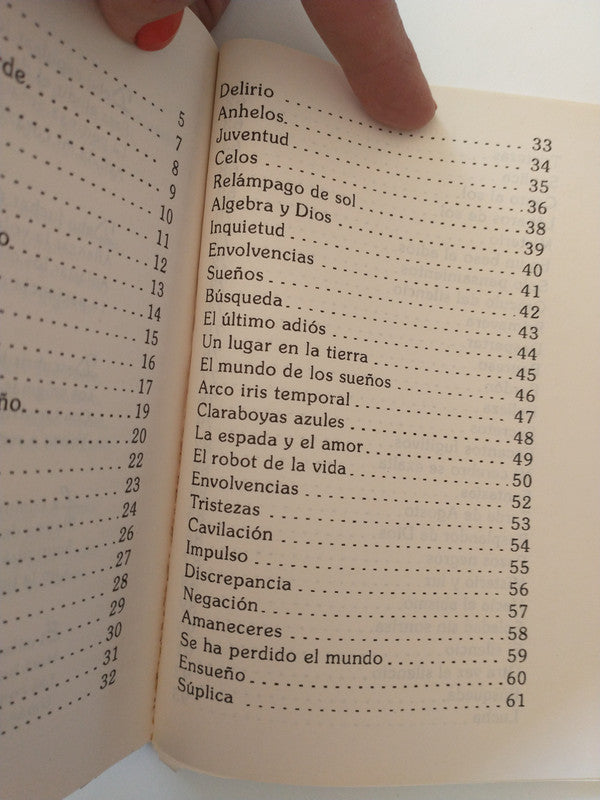 5
7
8
9
10
11
12
13
14
15
16
17
ño. 19
20
22
23
24
26
27
28
29
30
31
32
Delirio 33
Anhelos 34
Juventud 35
Celos 36
Relámpago de sol 38
Algebra y Dios 39
Inquietud 40
Envolvencias 41
Sueños 42
Búsqueda 43
El último adiós 44
Un lugar en la tierra 45
El mundo de los sueños 46
Arco iris temporal 47
Claraboyas azules 48
La espada y el amor 49
El robot de la vida 50
Envolvencias 52
Tristezas 53
Cavilación 54
Impulso 55
Discrepancia 56
Negación 57
Amaneceres 58
Se ha perdido el mundo 59
Ensueño 60
Súplica 61